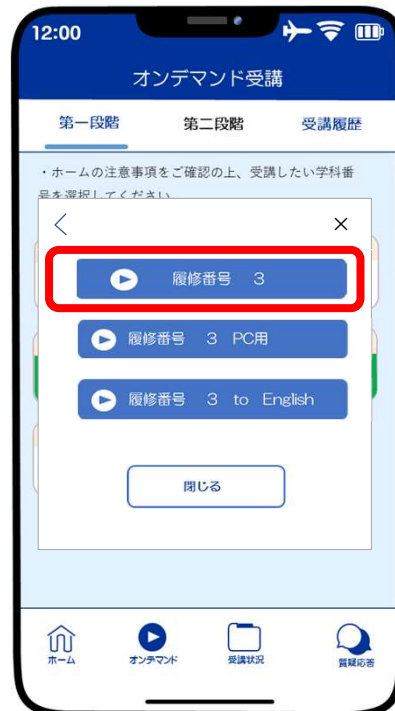 12:00
オンデマンド受講
第一段階 第二段階 受講履歴
・ホームの注意事項をご確認の上、受講したい学科番
号を選択してください
履修番号 3
履修番号 3 PC用
履修番号 3 to English
閉じる
ホーム オンデマンド 受講状況 質疑応答